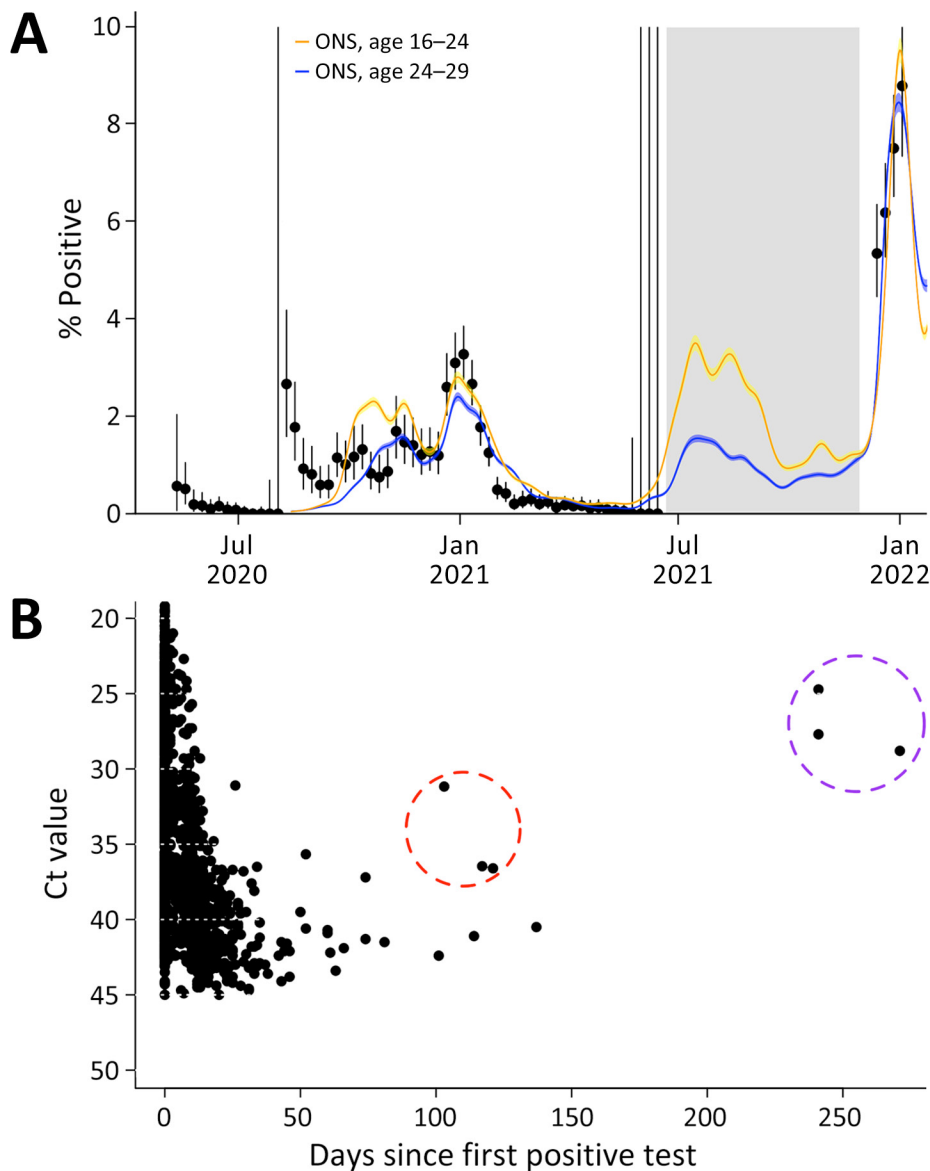 A
% Positive
10
8
6
4
2
0
ONS, age 16–24
ONS, age 24–29
Jul
2020
Jan
2021
Jul
2021
Jan
2022
B
Ct value
20
25
30
35
40
45
50
0
50
100
150
200
250
Days since first positive test